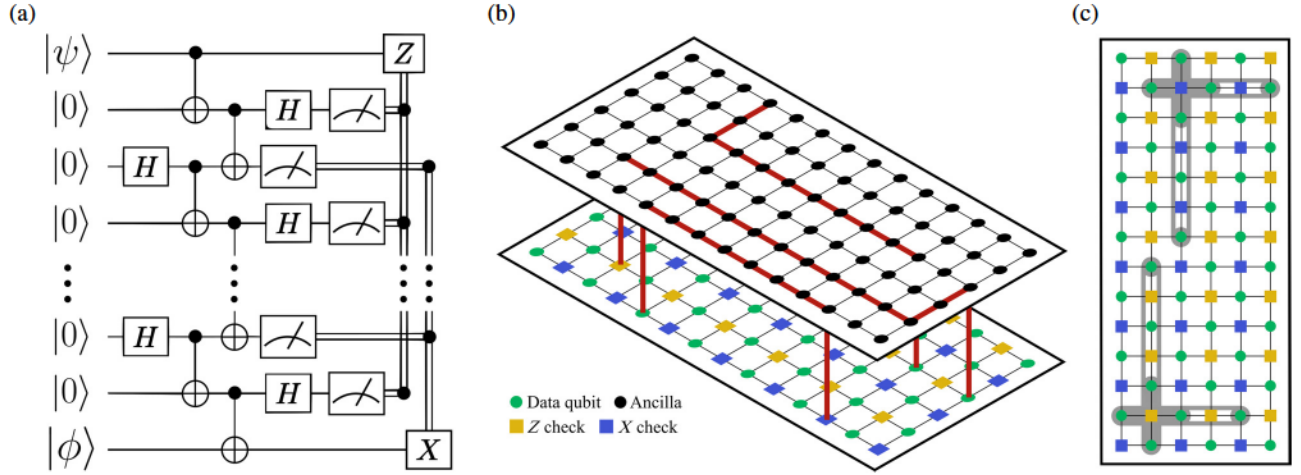 (a)
(b)
(c)
|ψ⟩ Z
|0⟩ H
|0⟩ H
|0⟩ H
|0⟩ H
|0⟩ H
|ϕ⟩ X
Data qubit Ancilla
Z check X check